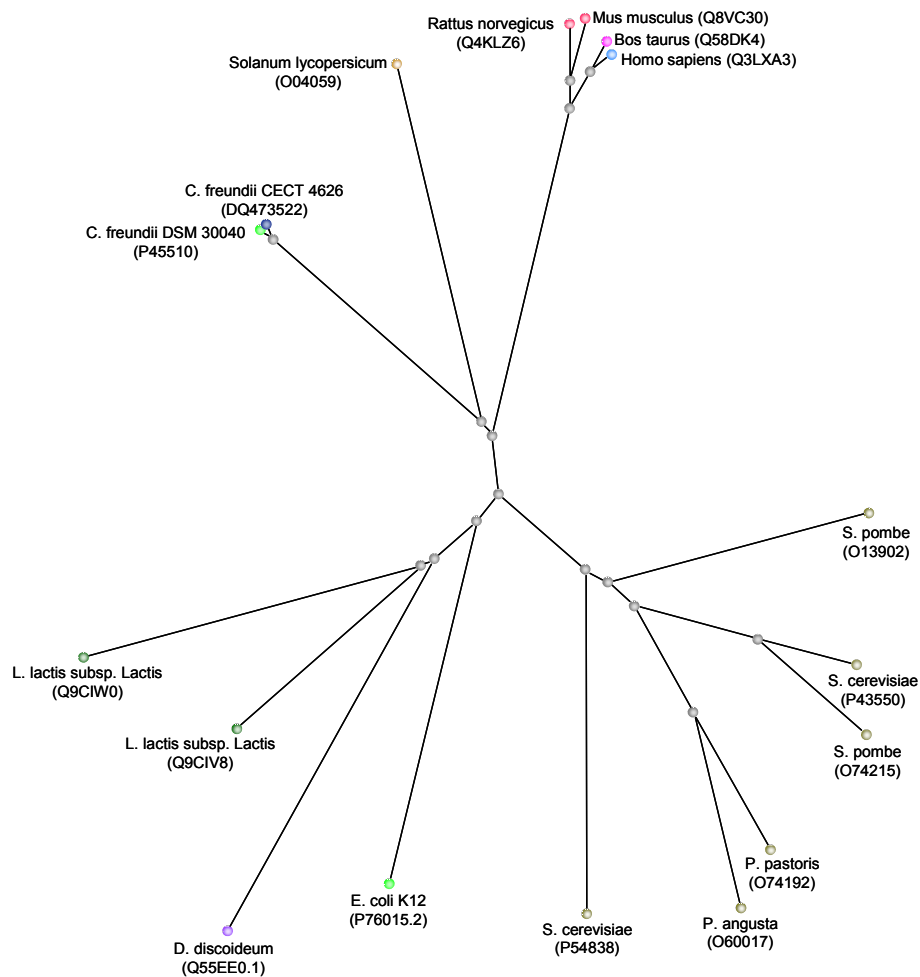 Rattus norvegicus
(Q4KLZ6)
Mus musculus (Q8VC30)
Bos taurus (Q58DK4)
Homo sapiens (Q3LXA3)
Solanum lycopersicum
(O04059)
C. freundii CECT 4626
(DQ473522)
C. freundii DSM 30040
(P45510)
S. pombe
(O13902)
L. lactis subsp. Lactis
(Q9CIW0)
S. cerevisiae
(P43550)
L. lactis subsp. Lactis
(Q9CIV8)
S. pombe
(O74215)
P. pastoris
(O74192)
E. coli K12
(P76015.2)
P. angusta
(O60017)
S. cerevisiae
(P54838)
D. discoideum
(Q55EE0.1)